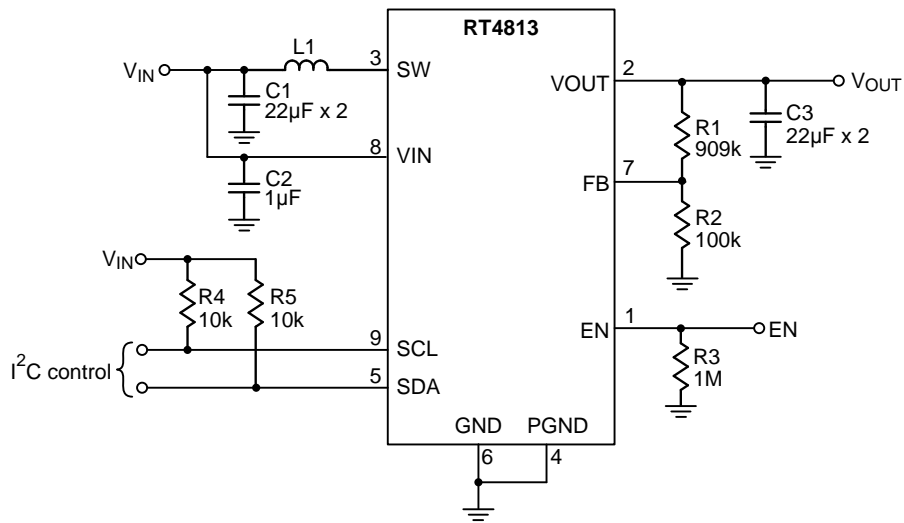 RT4813
L1
3
SW
VIN
C1
22µF x 2
2
VOUT
VOUT
C3
22µF x 2
R1
909k
8
VIN
7
FB
C2
1µF
R2
100k
VIN
R4
10k
R5
10k
1
EN
EN
9
SCL
I2C control
R3
1M
5
SDA
GND
PGND
6
4